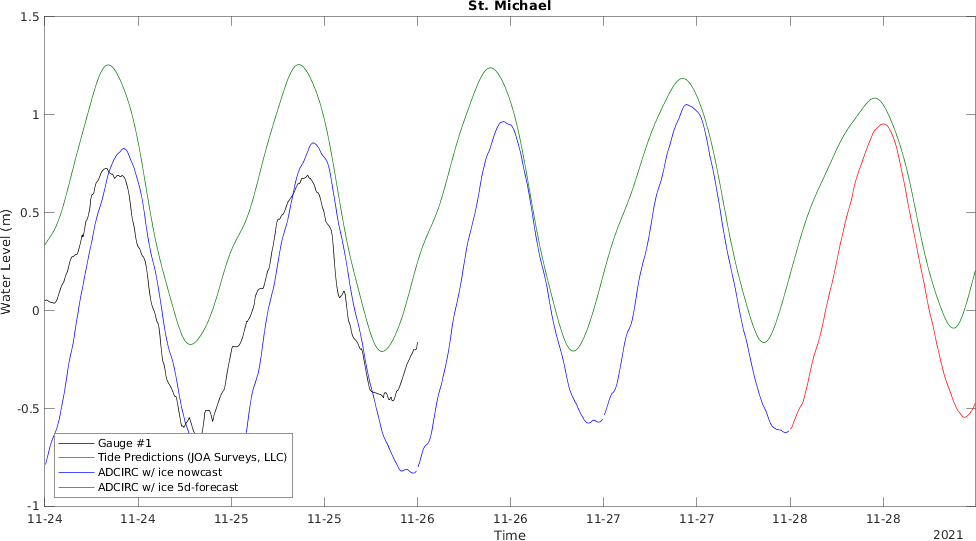 St. Michael
1.5
1
0.5
0
-0.5
-1
Water Level (m)
Gauge #1
Tide Predictions (JOA Surveys, LLC)
ADCIRC w/ ice nowcast
ADCIRC w/ ice 5d-forecast
11-24 11-24 11-25 11-25 11-26 11-26 11-27 11-27 11-28 11-28
Time
2021